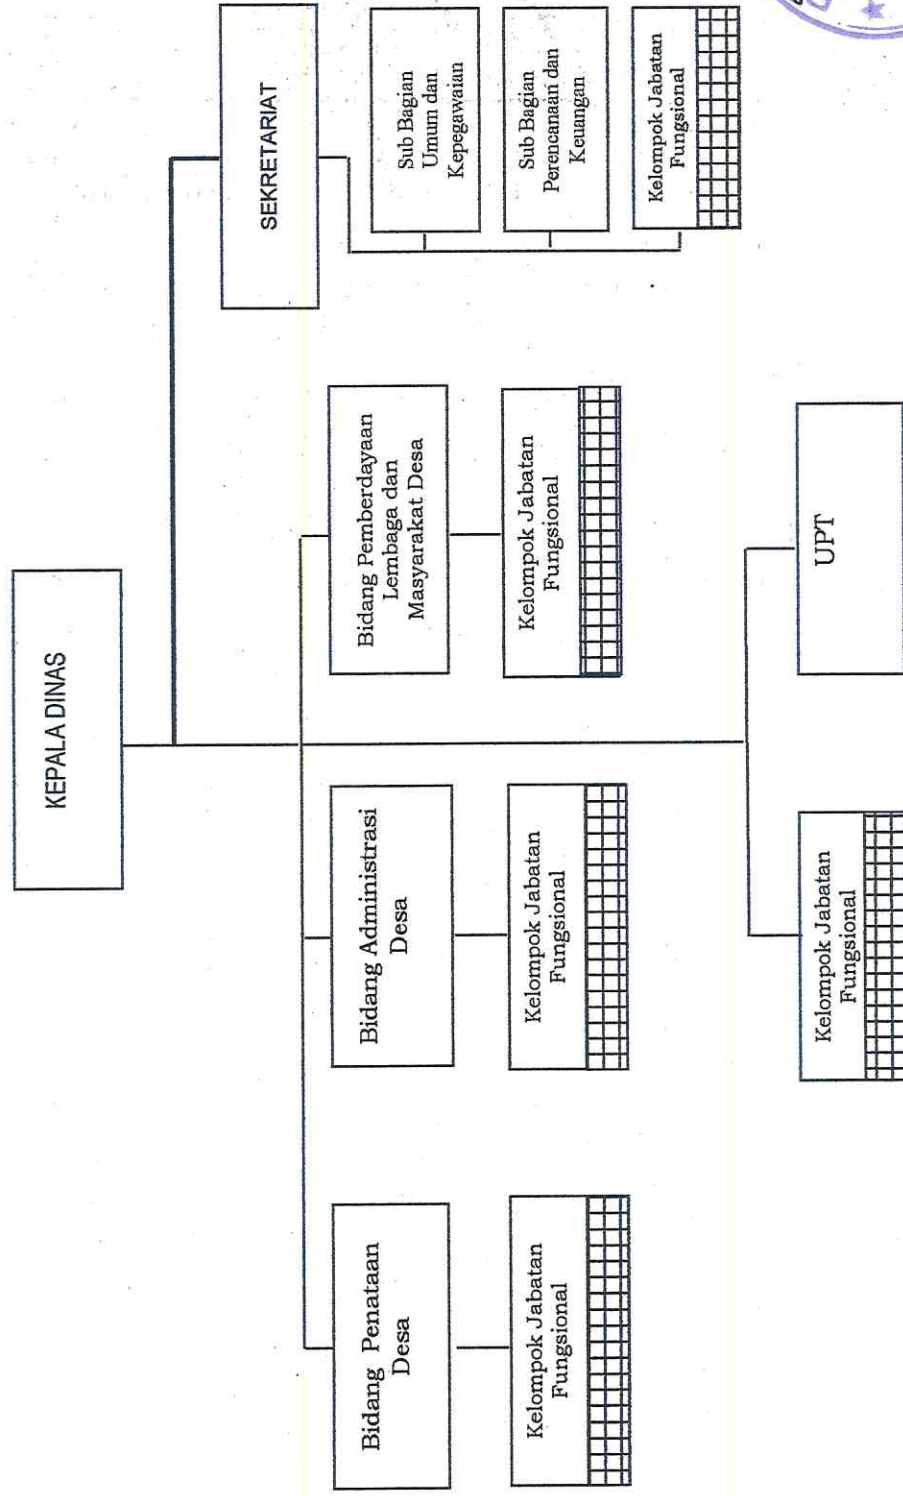 KEPALA DINAS
SEKRETARIAT
Sub Bagian
Umum dan
Kepegawaian
Sub Bagian
Perencanaan dan
Keuangan
Kelompok Jabatan
Fungsional
Bidang Penataan
Desa
Bidang Administrasi
Desa
Bidang Pemberdayaan
Lembaga dan
Masyarakat Desa
Kelompok Jabatan
Fungsional
Kelompok Jabatan
Fungsional
Kelompok Jabatan
Fungsional
Kelompok Jabatan
Fungsional
UPT